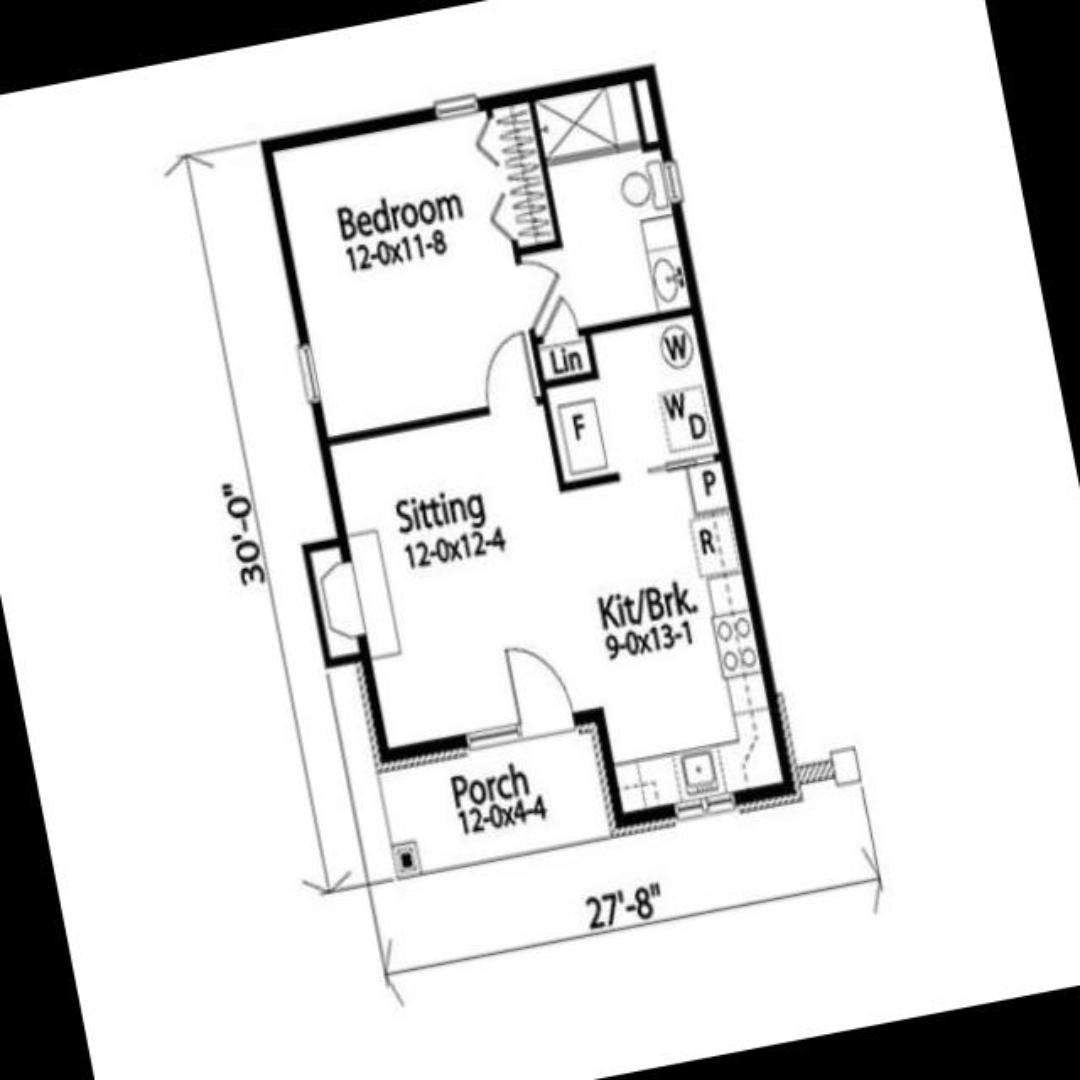 Bedroom
12-0x11-8
Lin
W
W
D
F
P
R
Sitting
12-0x12-4
Kit/Brk.
9-0x13-1
Porch
12-0x4-4
30'-0"
27'-8"